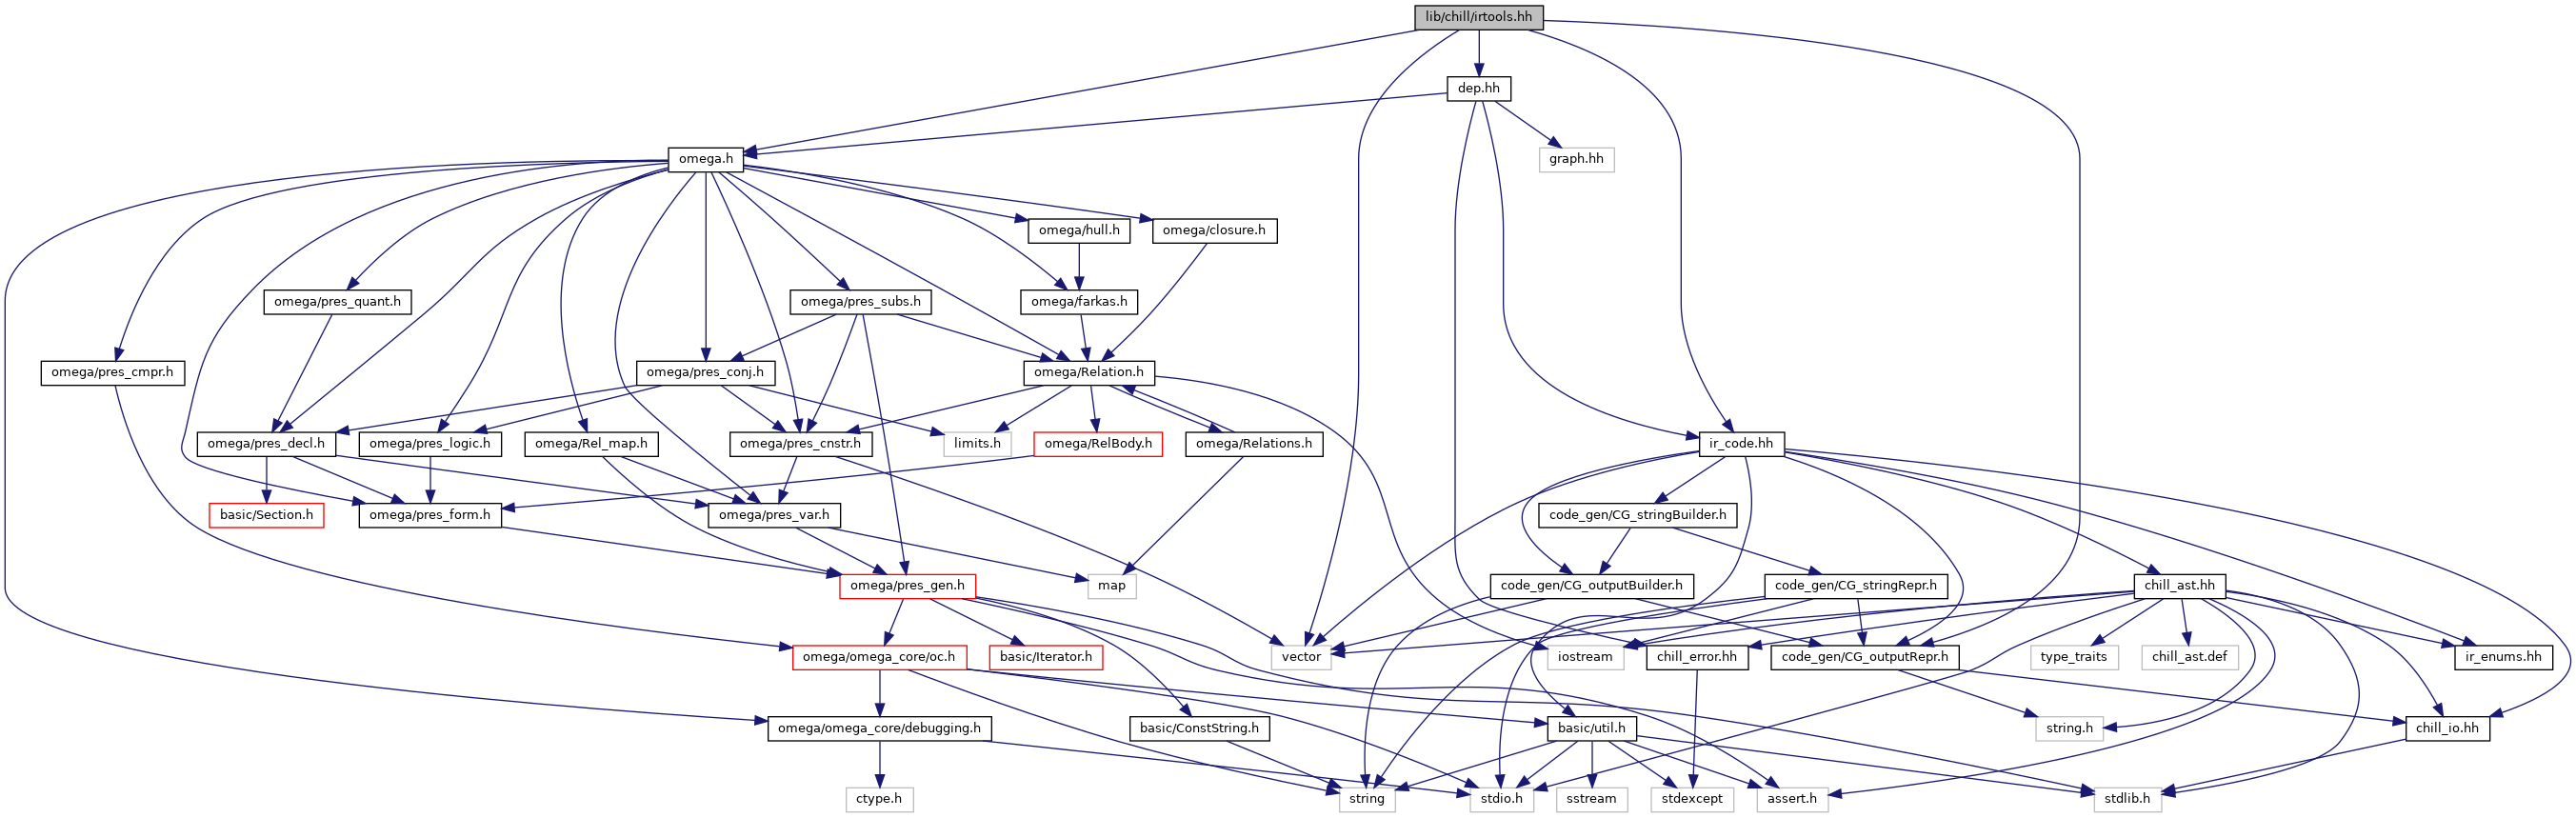 lib/chill/irtools.hh
dep.hh
omega.h
graph.hh
omega/hull.h
omega/closure.h
omega/pres_quant.h
omega/pres_subs.h
omega/farkas.h
omega/pres_cmpr.h
omega/pres_conj.h
omega/Relation.h
omega/pres_decl.h
omega/pres_logic.h
omega/Rel_map.h
omega/pres_cnstr.h
limits.h
omega/RelBody.h
omega/Relations.h
ir_code.hh
basic/Section.h
omega/pres_form.h
omega/pres_var.h
code_gen/CG_stringBuilder.h
omega/pres_gen.h
map
code_gen/CG_outputBuilder.h
code_gen/CG_stringRepr.h
chill_ast.hh
omega/omega_core/oc.h
basic/Iterator.h
vector
iostream
chill_error.hh
code_gen/CG_outputRepr.h
type_traits
chill_ast.def
ir_enums.hh
omega/omega_core/debugging.h
basic/ConstString.h
basic/util.h
string.h
chill_io.hh
ctype.h
string
stdio.h
sstream
stdexcept
assert.h
stdlib.h